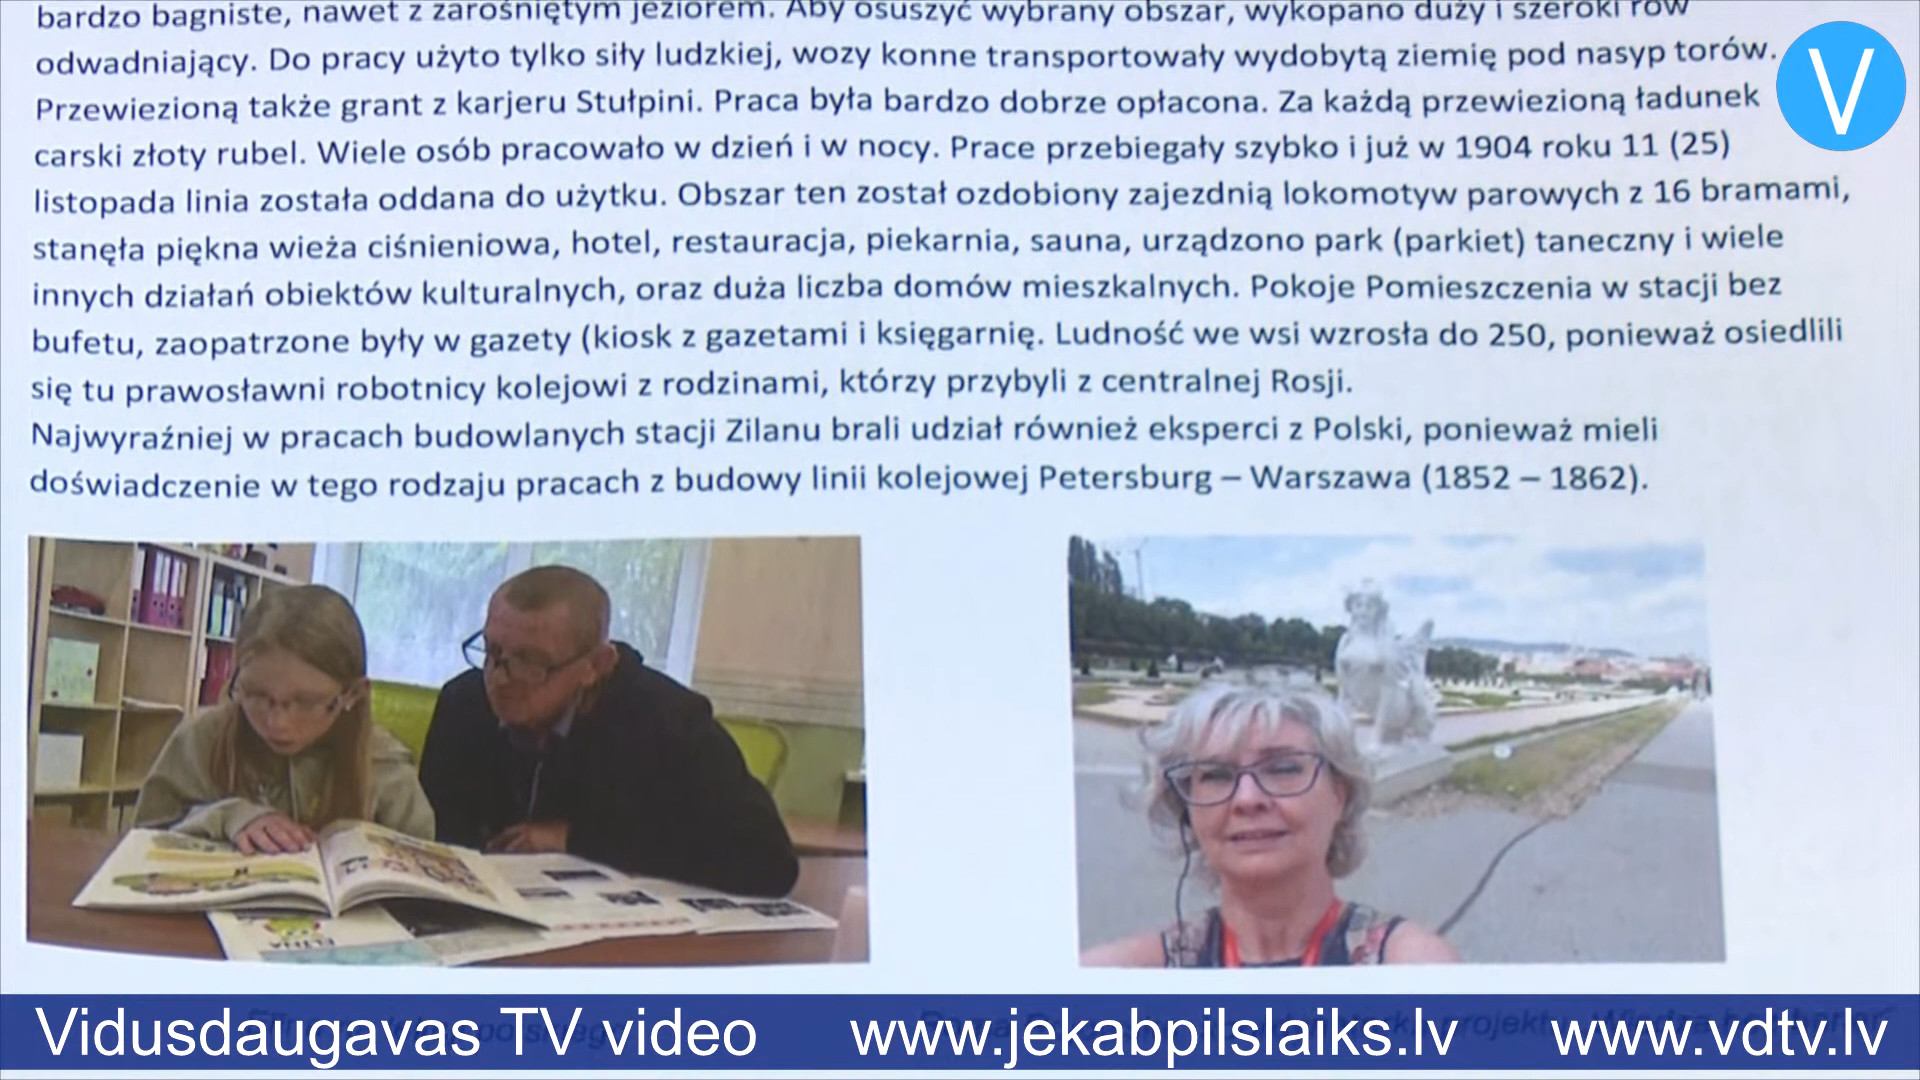 bardzo bagniste, nawet z zarośniętym jeziorem. Aby osuszyć wybrany obszar, wykopano duży i szeroki rów
odwadniający. Do pracy użyto tylko siły ludzkiej, wozy konne transportowały wydobytą ziemię pod nasyp torów.
Przewiezioną także grant z karjeru Stułpini. Praca była bardzo dobrze opłacona. Za każdą przewiezioną ładunek
carski złoty rubel. Wiele osób pracowało w dzień i w nocy. Prace przebiegały szybko i już w 1904 roku 11 (25)
listopada linia została oddana do użytku. Obszar ten został ozdobiony zajezdnią lokomotyw parowych z 16 bramami,
stanęła piękna wieża ciśnieniowa, hotel, restauracja, piekarnia, sauna, urządzono park (parkiet) taneczny i wiele
innych działań obiektów kulturalnych, oraz duża liczba domów mieszkalnych. Pokoje Pomieszczenia w stacji bez
bufetu, zaopatrzone były w gazety (kiosk z gazetami i księgarnię. Ludność we wsi wzrosła do 250, ponieważ osiedlili
się tu prawosławni robotnicy kolejowi z rodzinami, którzy przybyli z centralnej Rosji.
Najwyraźniej w pracach budowlanych stacji Zilanu brali udział również eksperci z Polski, ponieważ mieli
doświadczenie w tego rodzaju pracach z budowy linii kolejowej Petersburg – Warszawa (1852 – 1862).
V
Vidusdaugavas TV video www.jekabpilslaiks.lv www.vdtv.lv